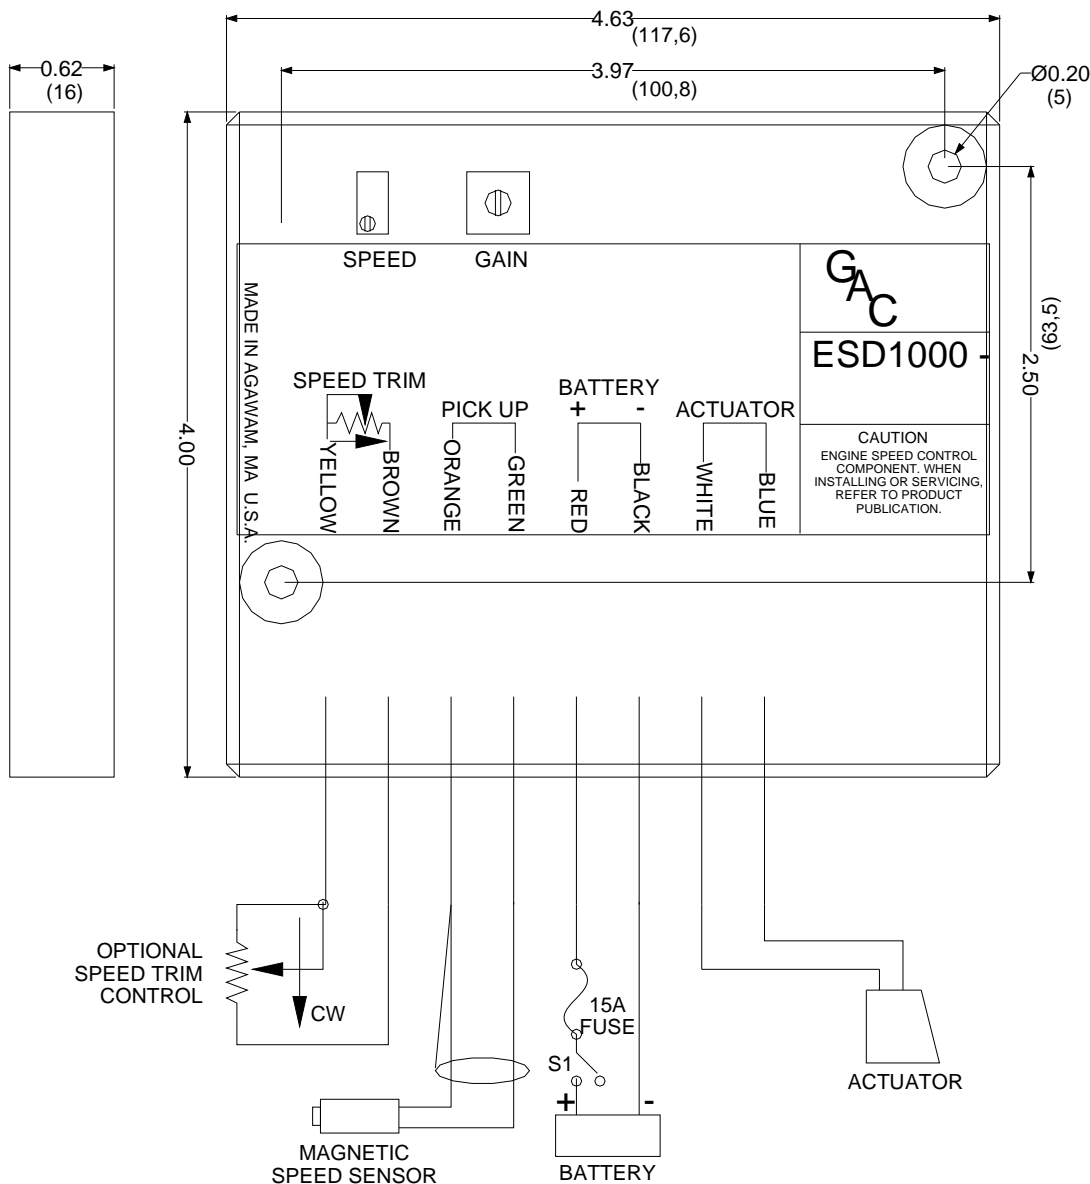 4.63
(117,6)
0.62
(16)
3.97
(100,8)
Ø0.20
(5)
SPEED
GAIN
GAC
ESD1000 -
(63,5)
2.50
4.00
MADE IN AGAWAM, MA U.S.A.
SPEED TRIM
PICK UP
BATTERY
+ -
ACTUATOR
YELLOW
BROWN
ORANGE
GREEN
RED
BLACK
WHITE
BLUE
CAUTION
ENGINE SPEED CONTROL
COMPONENT. WHEN
INSTALLING OR SERVICING,
REFER TO PRODUCT
PUBLICATION.
OPTIONAL
SPEED TRIM
CONTROL
CW
15A
FUSE
S1
+ -
BATTERY
MAGNETIC
SPEED SENSOR
ACTUATOR